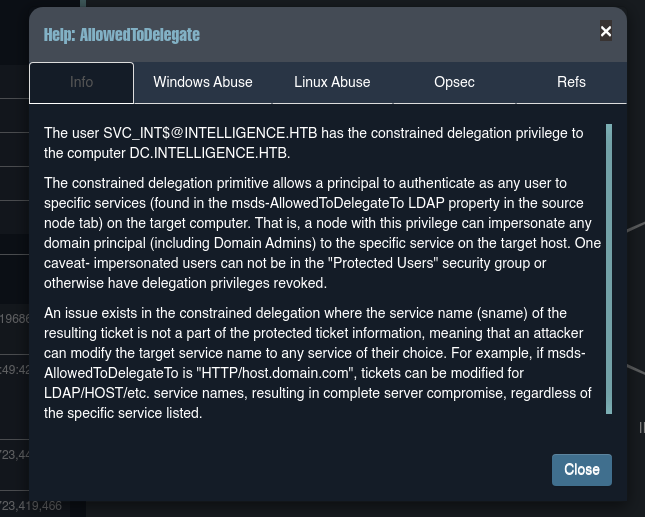 Help: AllowedToDelegate
×
Info
Windows Abuse
Linux Abuse
Opsec
Refs
The user SVC_INT$@INTELLIGENCE.HTB has the constrained delegation privilege to
the computer DC.INTELLIGENCE.HTB.
The constrained delegation primitive allows a principal to authenticate as any user to
specific services (found in the msds-AllowedToDelegateTo LDAP property in the source
node tab) on the target computer. That is, a node with this privilege can impersonate any
domain principal (including Domain Admins) to the specific service on the target host. One
caveat- impersonated users can not be in the "Protected Users" security group or
otherwise have delegation privileges revoked.
An issue exists in the constrained delegation where the service name (sname) of the
resulting ticket is not a part of the protected ticket information, meaning that an attacker
can modify the target service name to any service of their choice. For example, if msds-
AllowedToDelegateTo is "HTTP/host.domain.com", tickets can be modified for
LDAP/HOST/etc. service names, resulting in complete server compromise, regardless of
the specific service listed.
Close
19686
:49:42
723,44
723,419,466